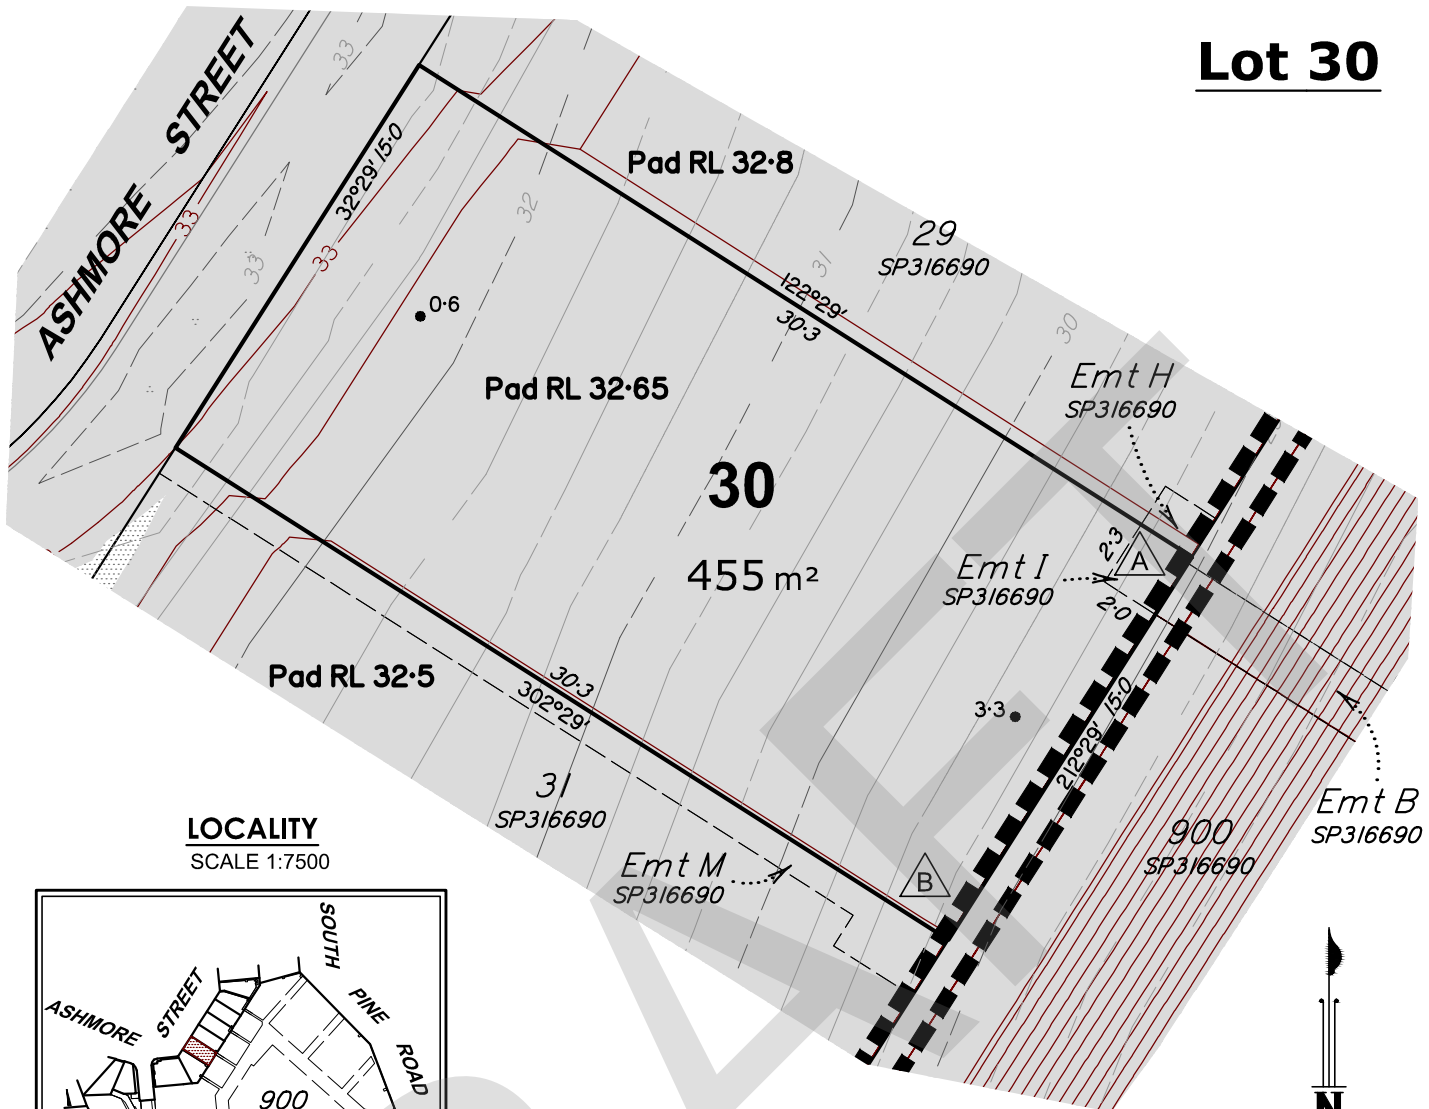 Lot 30
ASHMORE STREET
33
33
33
33
32°29' 15·0
32
Pad RL 32·8
31
29
SP316690
122°29'
30·3
30
0·6
Pad RL 32·65
Emt H
SP316690
30
455 m²
2·3
A
Emt I
SP316690
2·0
Pad RL 32·5
30·3
302°29'
3·3
212°29' 15·0
31
SP316690
Emt B
SP316690
900
SP316690
Emt M
SP316690
B
LOCALITY
SCALE 1:7500
SOUTH PINE ROAD
ASHMORE STREET
900
N